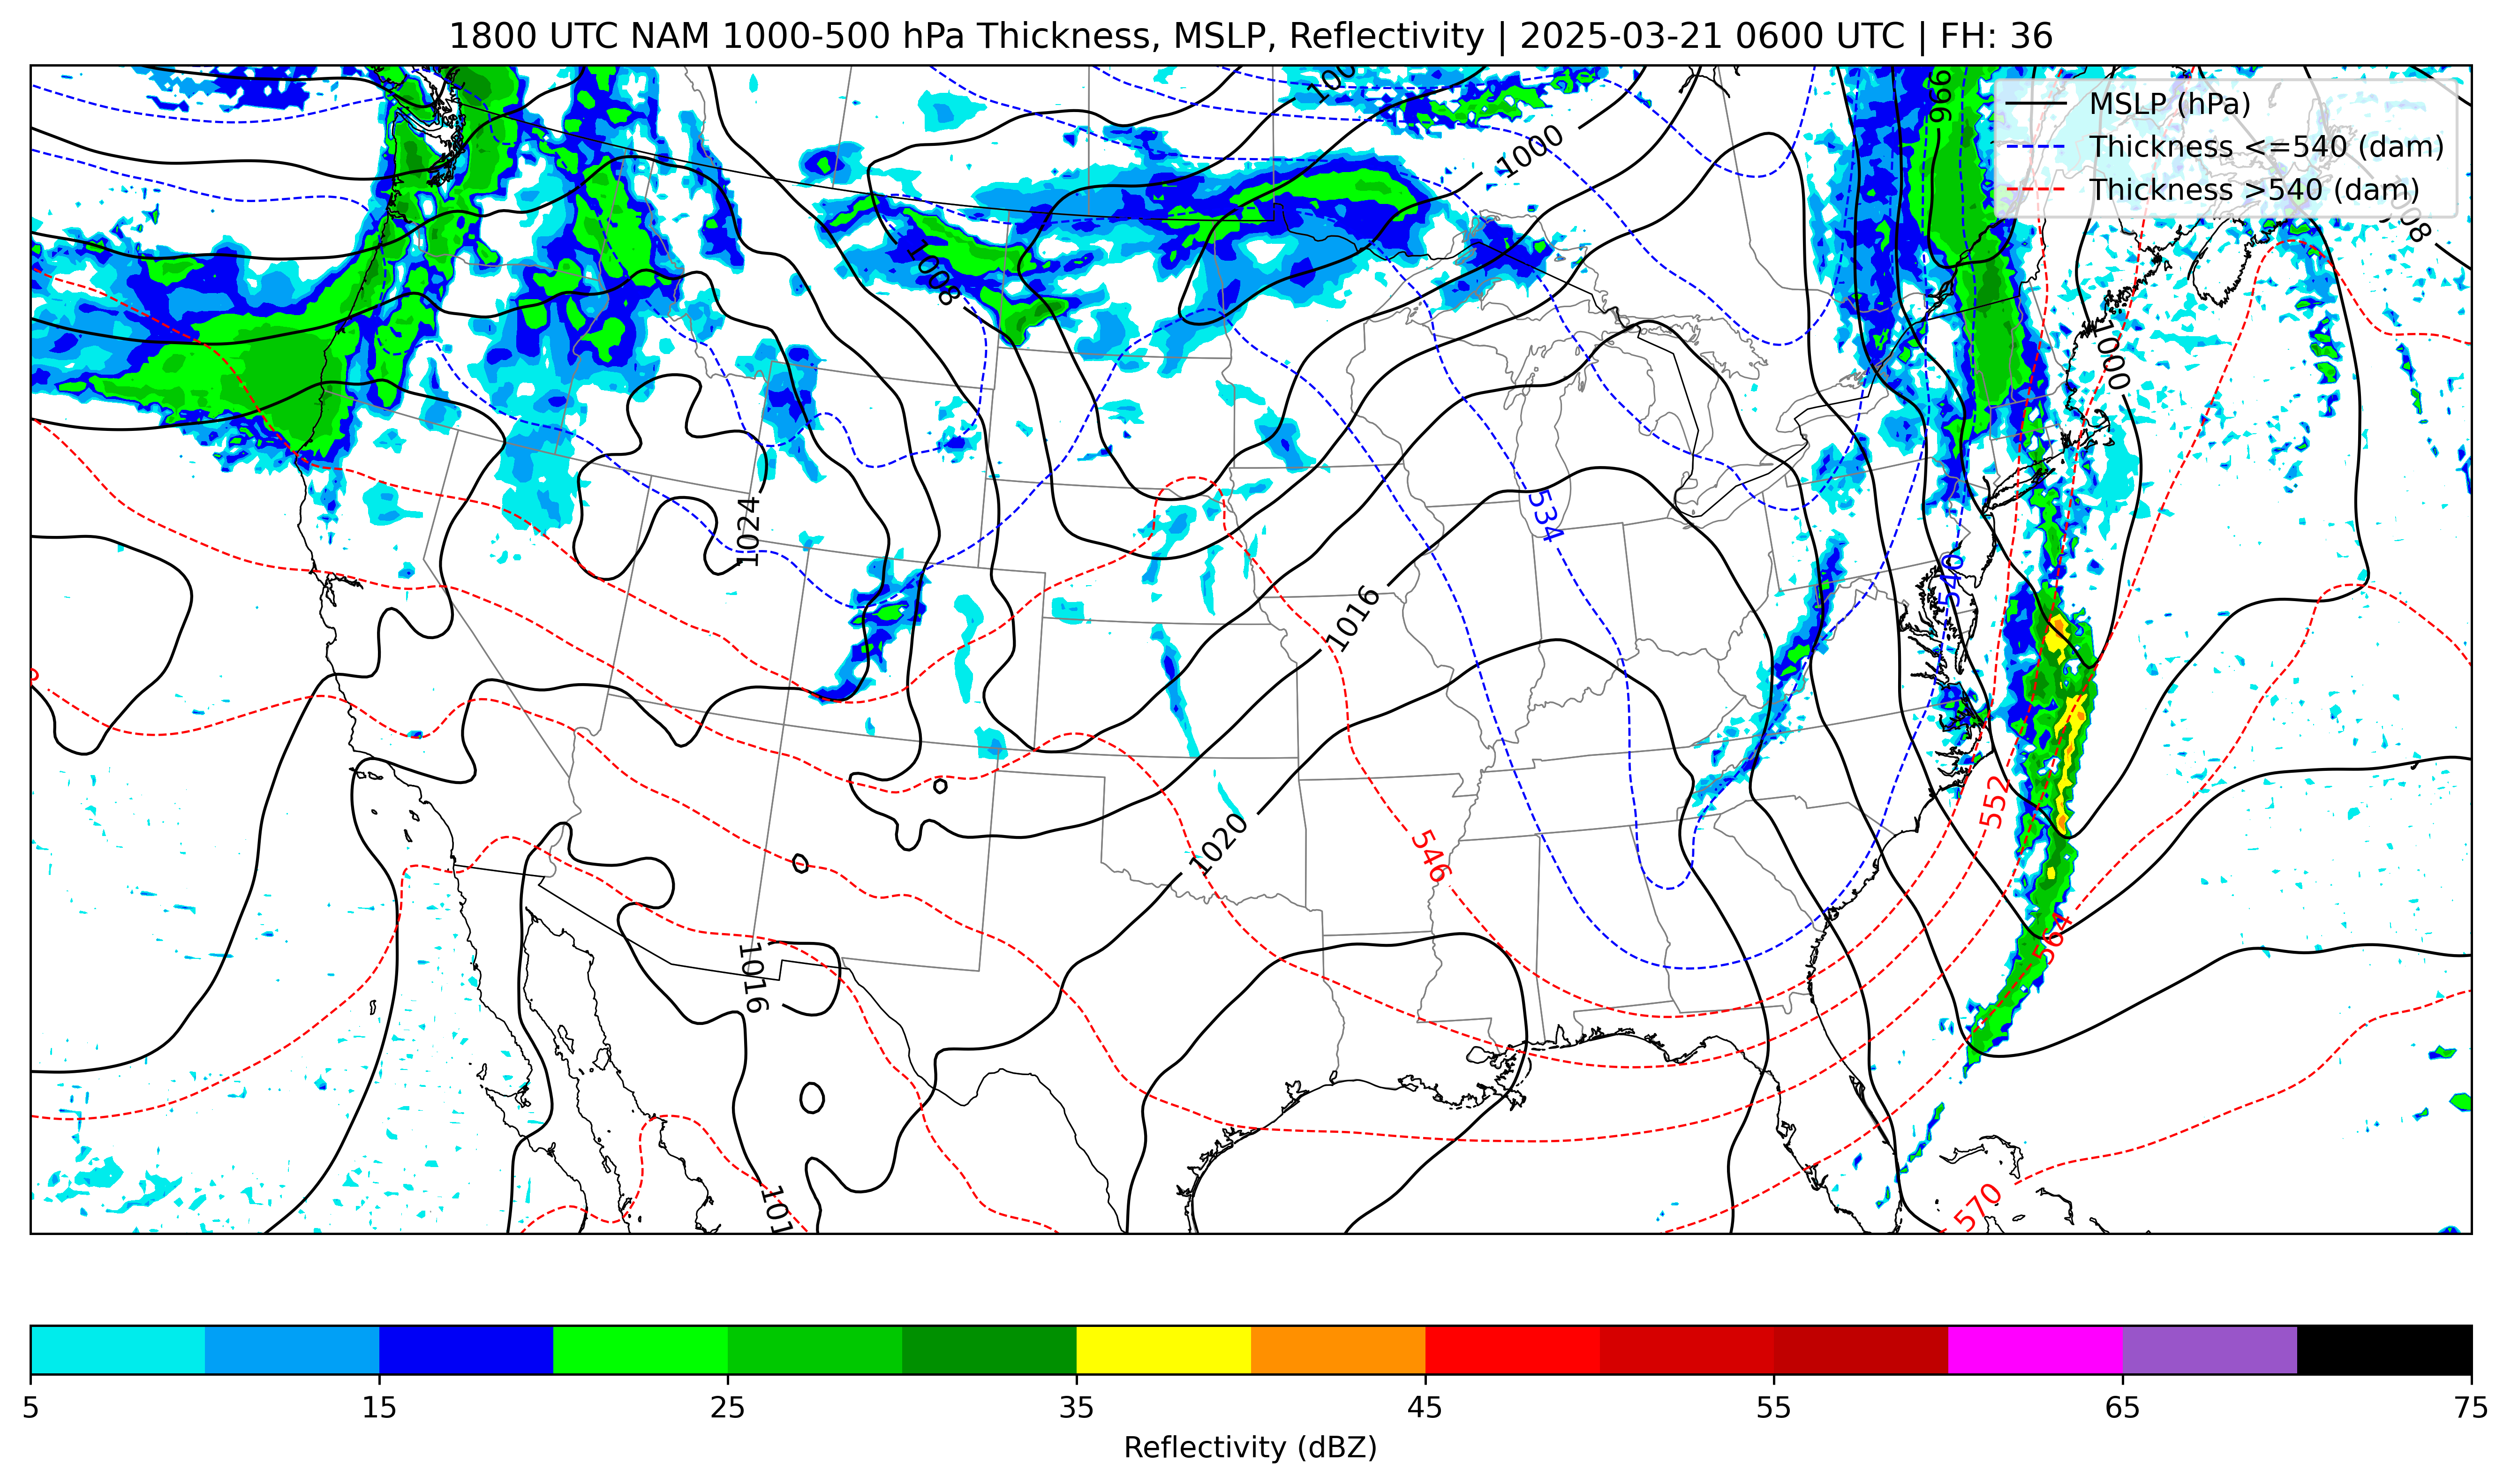 1800 UTC NAM 1000-500 hPa Thickness, MSLP, Reflectivity | 2025-03-21 0600 UTC | FH: 36
MSLP (hPa)
Thickness <=540 (dam)
Thickness >540 (dam)
996
1000
1008
1008
1000
1024
534
540
1016
552
1020
546
564
1016
570
5 15 25 35 45 55 65 75
Reflectivity (dBZ)